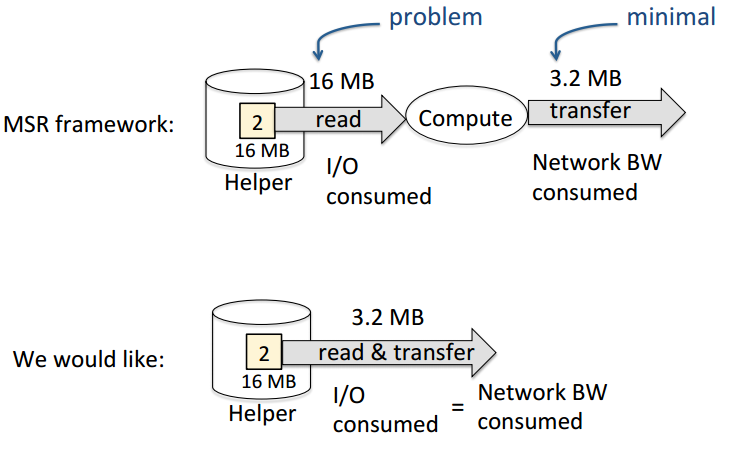 problem
minimal
16 MB
3.2 MB
MSR framework:
2
read
Compute
transfer
16 MB
Helper
I/O
consumed
Network BW
consumed
3.2 MB
We would like:
2
read & transfer
16 MB
Helper
I/O
consumed
=
Network BW
consumed